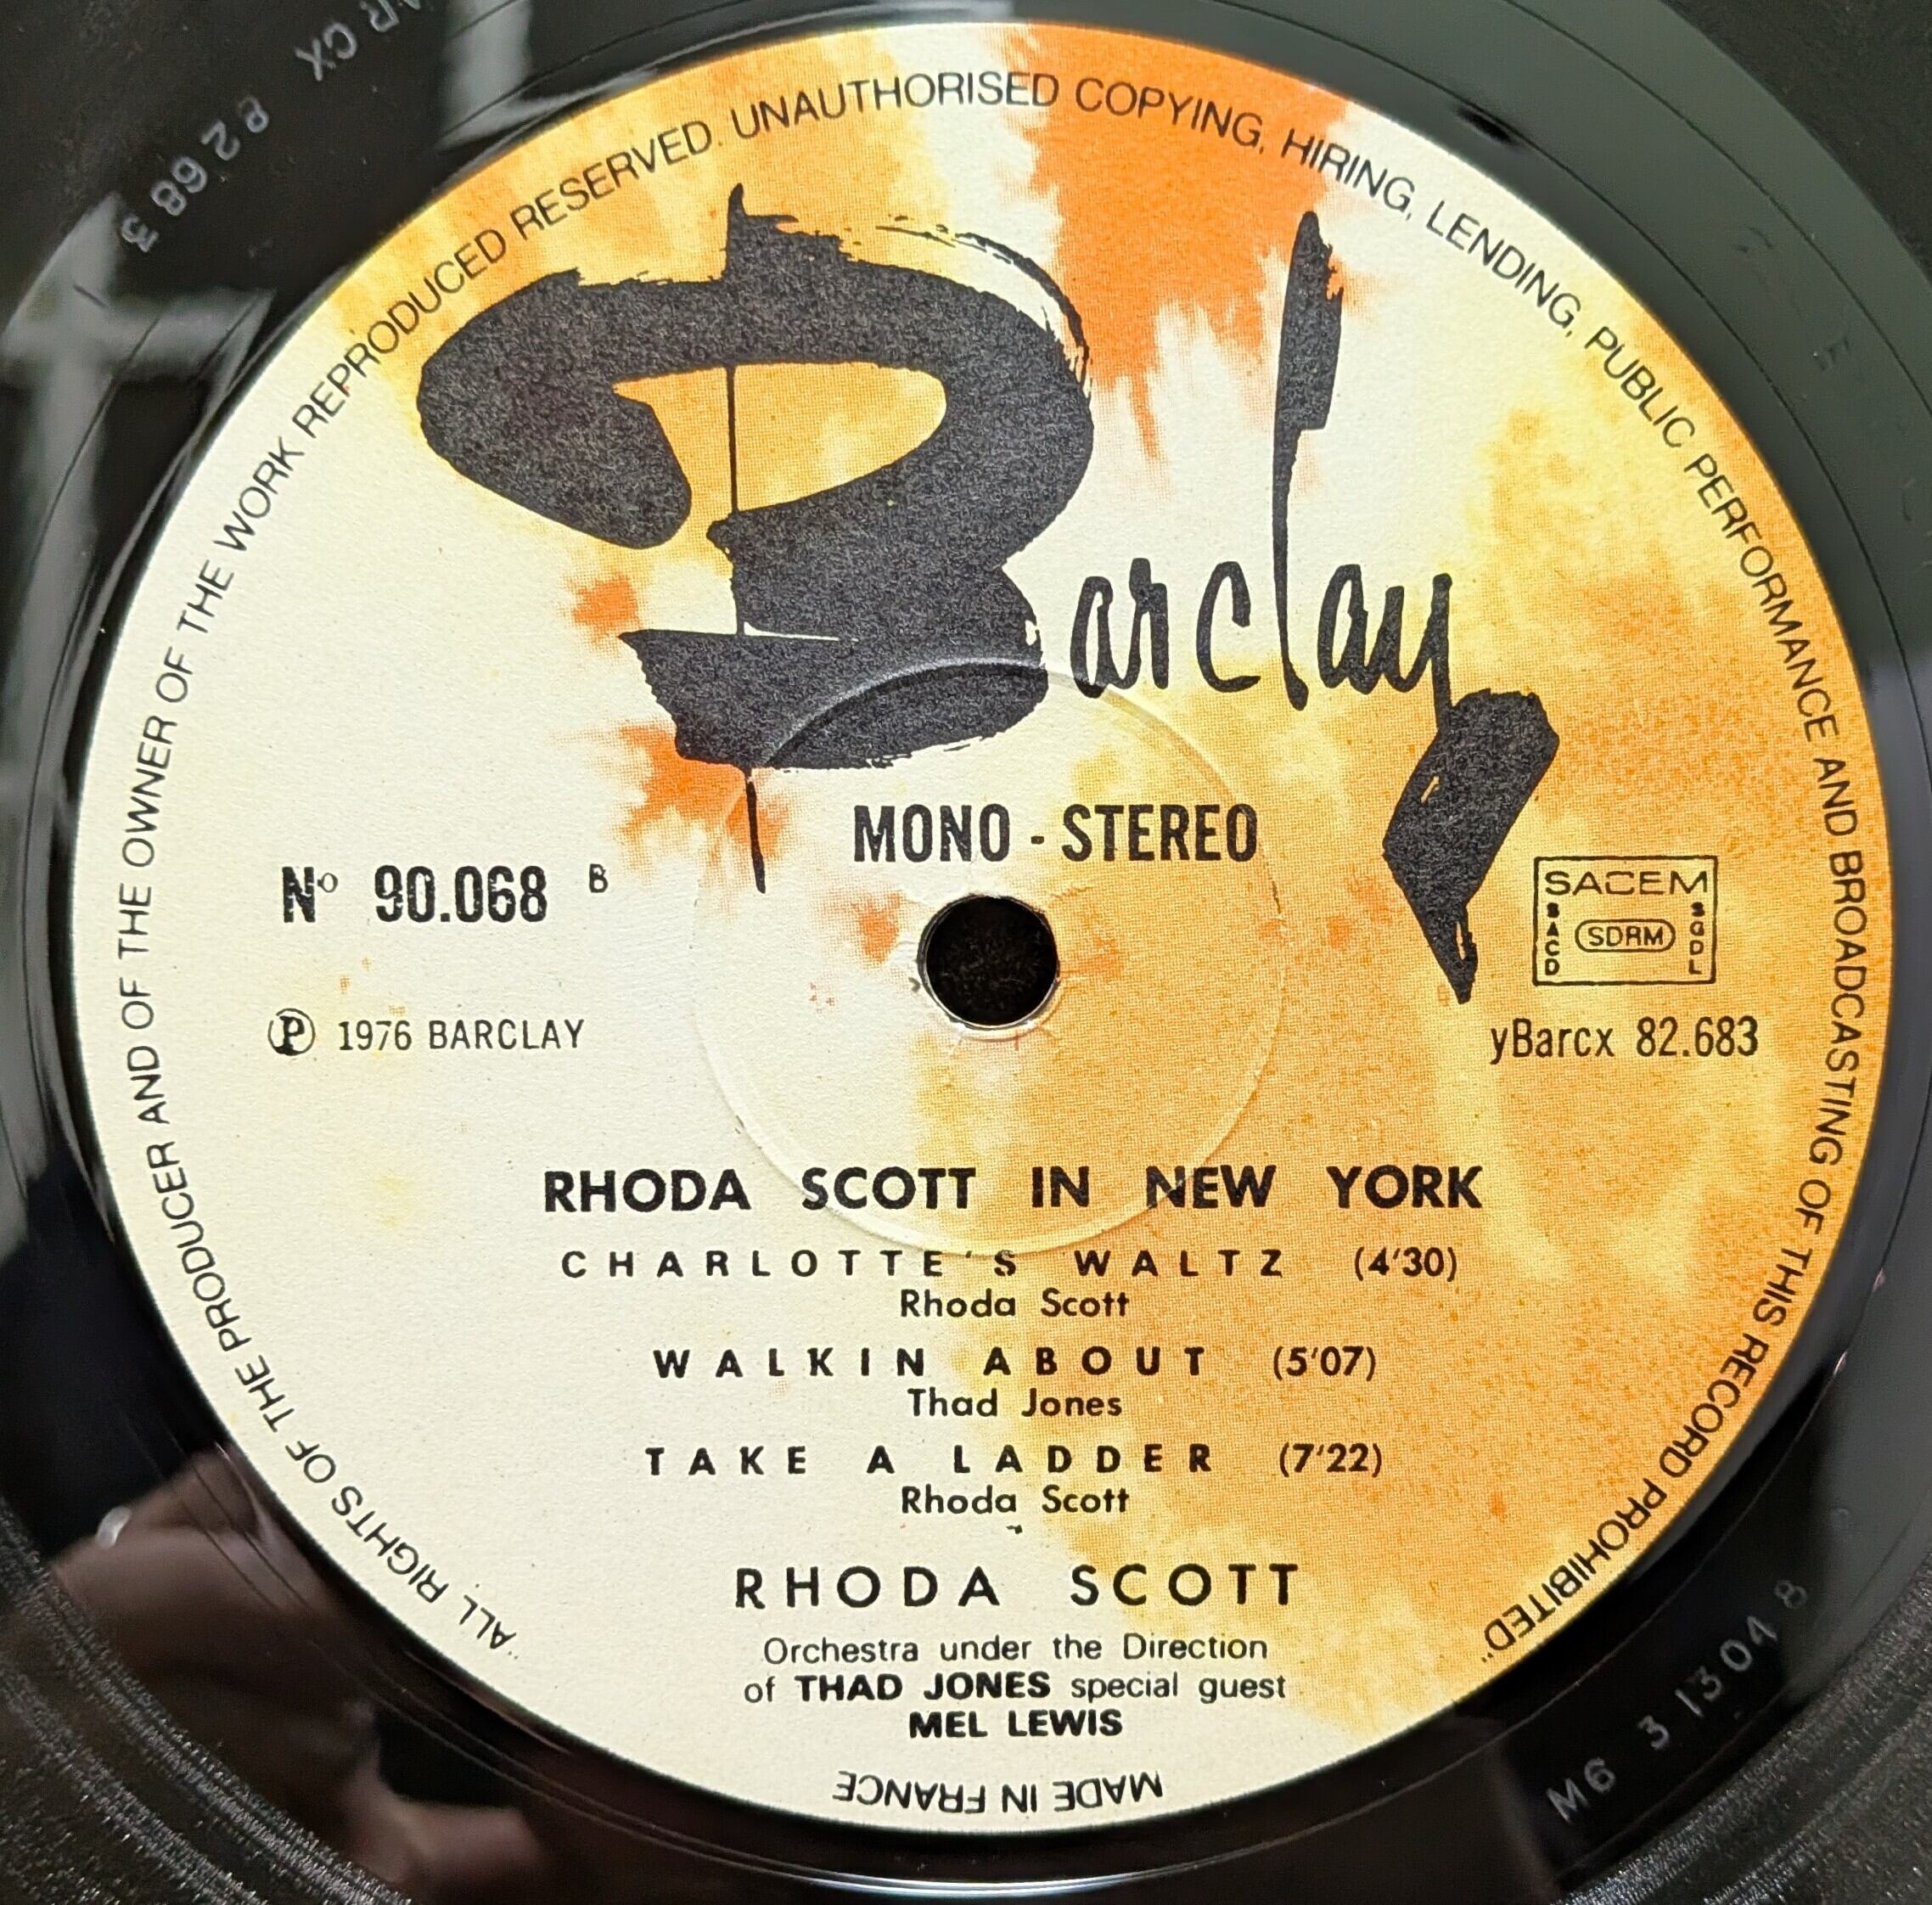 "ALL RIGHTS OF THE PRODUCER AND OF THE OWNER OF THE WORK REPRODUCED RESERVED. UNAUTHORISED COPYING, HIRING, LENDING, PUBLIC PERFORMANCE AND BROADCASTING OF THIS RECORD PROHIBITED"
Barclay
MONO - STEREO
Nº 90.068 B
SACEM
SACD
SDRM
SGDL
℗ 1976 BARCLAY
yBarcx 82.683
RHODA SCOTT IN NEW YORK
CHARLOTTE'S WALTZ (4'30)
Rhoda Scott
WALKIN ABOUT (5'07)
Thad Jones
TAKE A LADDER (7'22)
Rhoda Scott
RHODA SCOTT
Orchestra under the Direction
of THAD JONES special guest
MEL LEWIS
MADE IN FRANCE
M6 3 13048